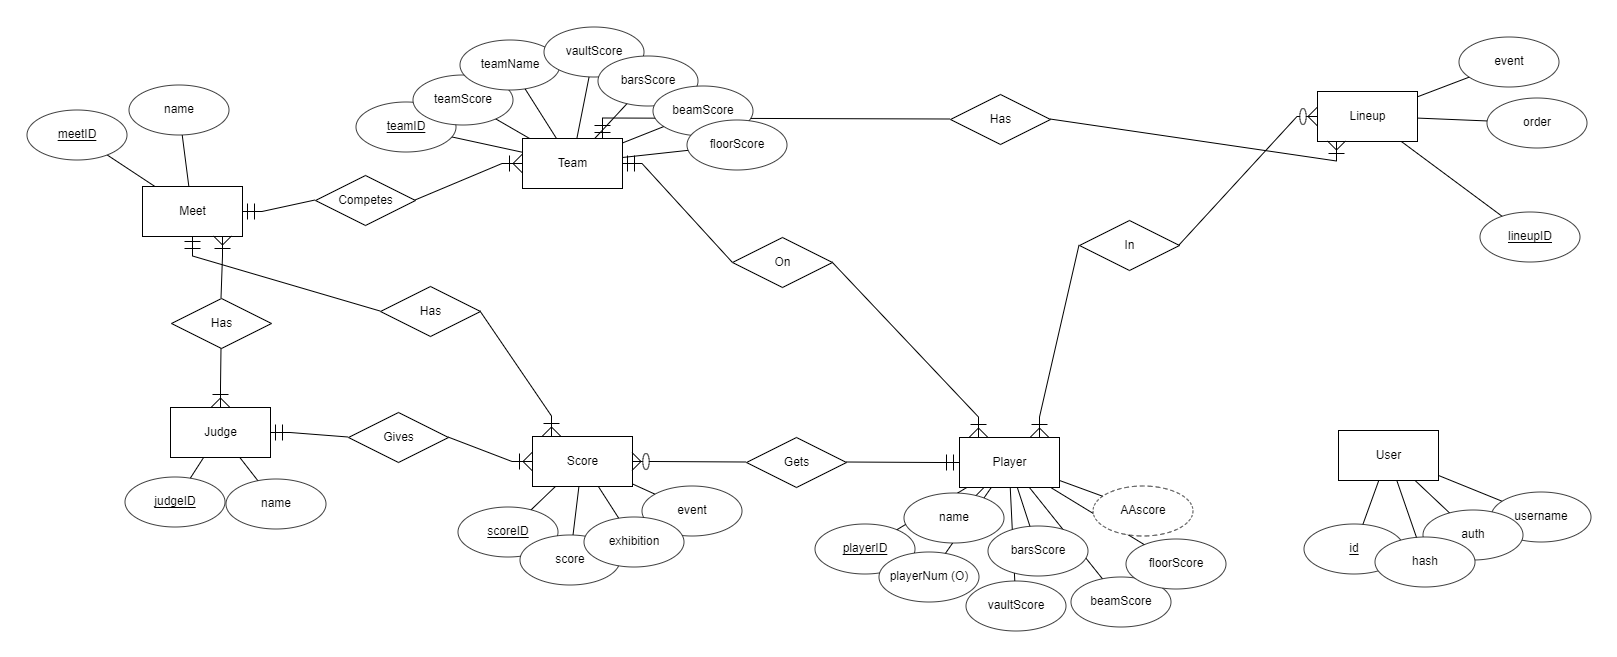 vaultScore
teamName
event
barsScore
teamScore
name
beamScore
teamID
meetID
Has
Lineup
order
floorScore
Team
Competes
Meet
lineupID
In
On
Has
Has
Judge
Gives
Score
Gets
Player
User
judgeID
name
scoreID
score
exhibition
event
name
AAscore
playerID
playerNum (O)
barsScore
floorScore
vaultScore
beamScore
username
auth
id
hash